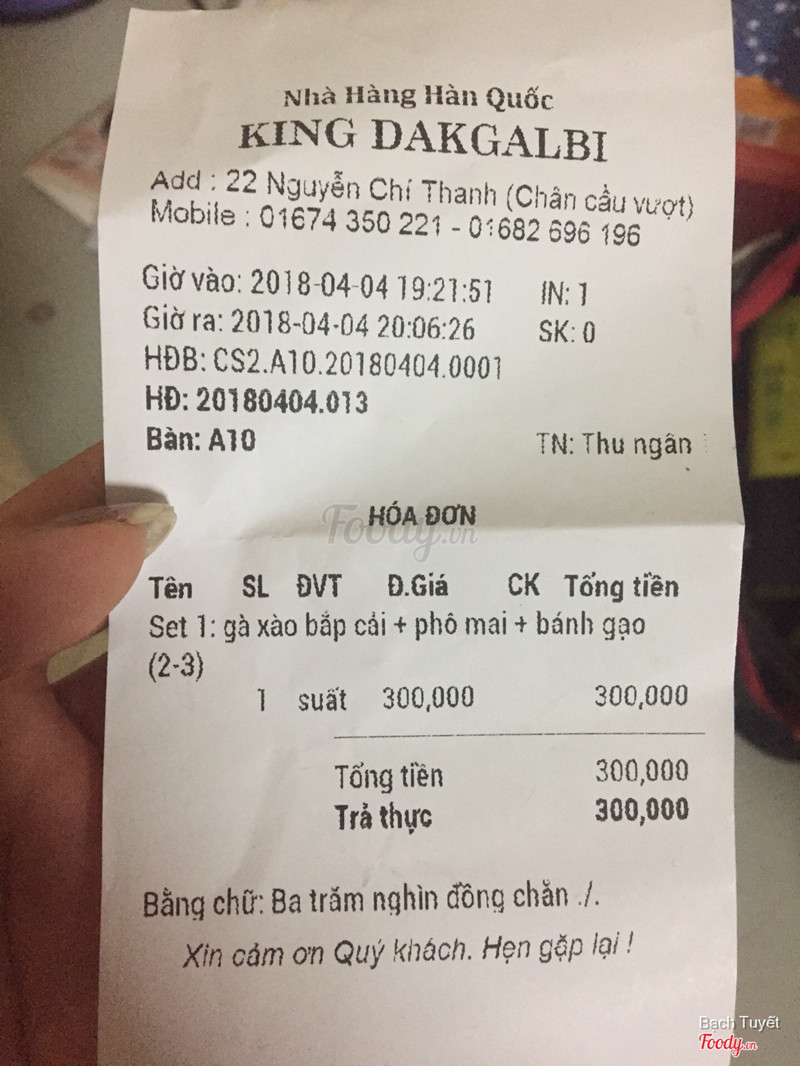 Nhà Hàng Hàn Quốc
KING DAKGALBI
Add : 22 Nguyễn Chí Thanh (Chân cầu vượt)
Mobile : 01674 350 221 - 01682 696 196
Giờ vào: 2018-04-04 19:21:51 IN: 1
Giờ ra: 2018-04-04 20:06:26 SK: 0
HĐB: CS2.A10.20180404.0001
HĐ: 20180404.013
Bàn: A10 TN: Thu ngân
HÓA ĐƠN
Foody.vn
Tên SL ĐVT Đ.Giá CK Tổng tiền
Set 1: gà xào bắp cải + phô mai + bánh gạo
(2-3)
1 suất 300,000 300,000
Tổng tiền 300,000
Trả thực 300,000
Bằng chữ: Ba trăm nghìn đồng chẵn ./.
Xin cảm ơn Quý khách. Hẹn gặp lại !
Bạch Tuyết
Foody.vn